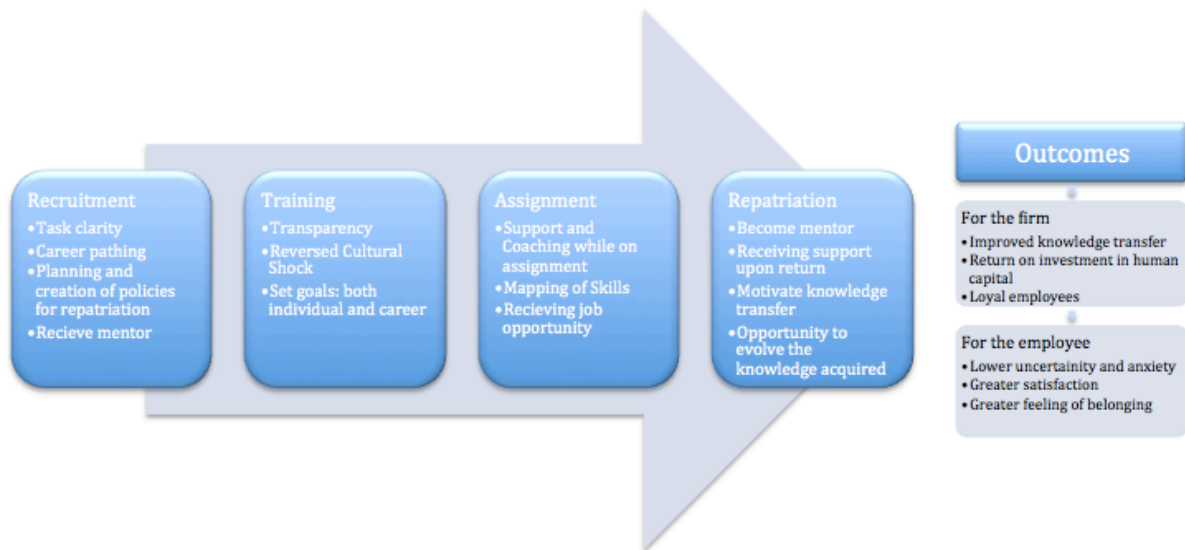 Recruitment
•Task clarity
•Career pathing
•Planning and
creation of policies
for repatriation
•Recieve mentor
Training
•Transparency
•Reversed Cultural
Shock
•Set goals: both
individual and career
Assignment
•Support and
Coaching while on
assignment
•Mapping of Skills
•Recieving job
opportunity
Repatriation
•Become mentor
•Receiving support
upon return
•Motivate knowledge
transfer
•Opportunity to
evolve the
knowledge acquired
Outcomes
For the firm
•Improved knowledge transfer
•Return on investment in human
capital
•Loyal employees
For the employee
•Lower uncertainity and anxiety
•Greater satisfaction
•Greater feeling of belonging